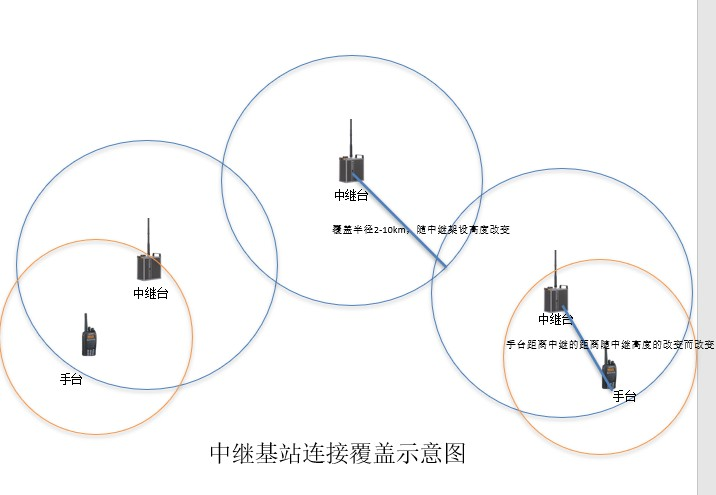 中继台
覆盖半径2-10km，随中继架设高度改变
中继台
中继台
手台距离中继的距离随中继高度的改变而改变
手台
手台
中继基站连接覆盖示意图